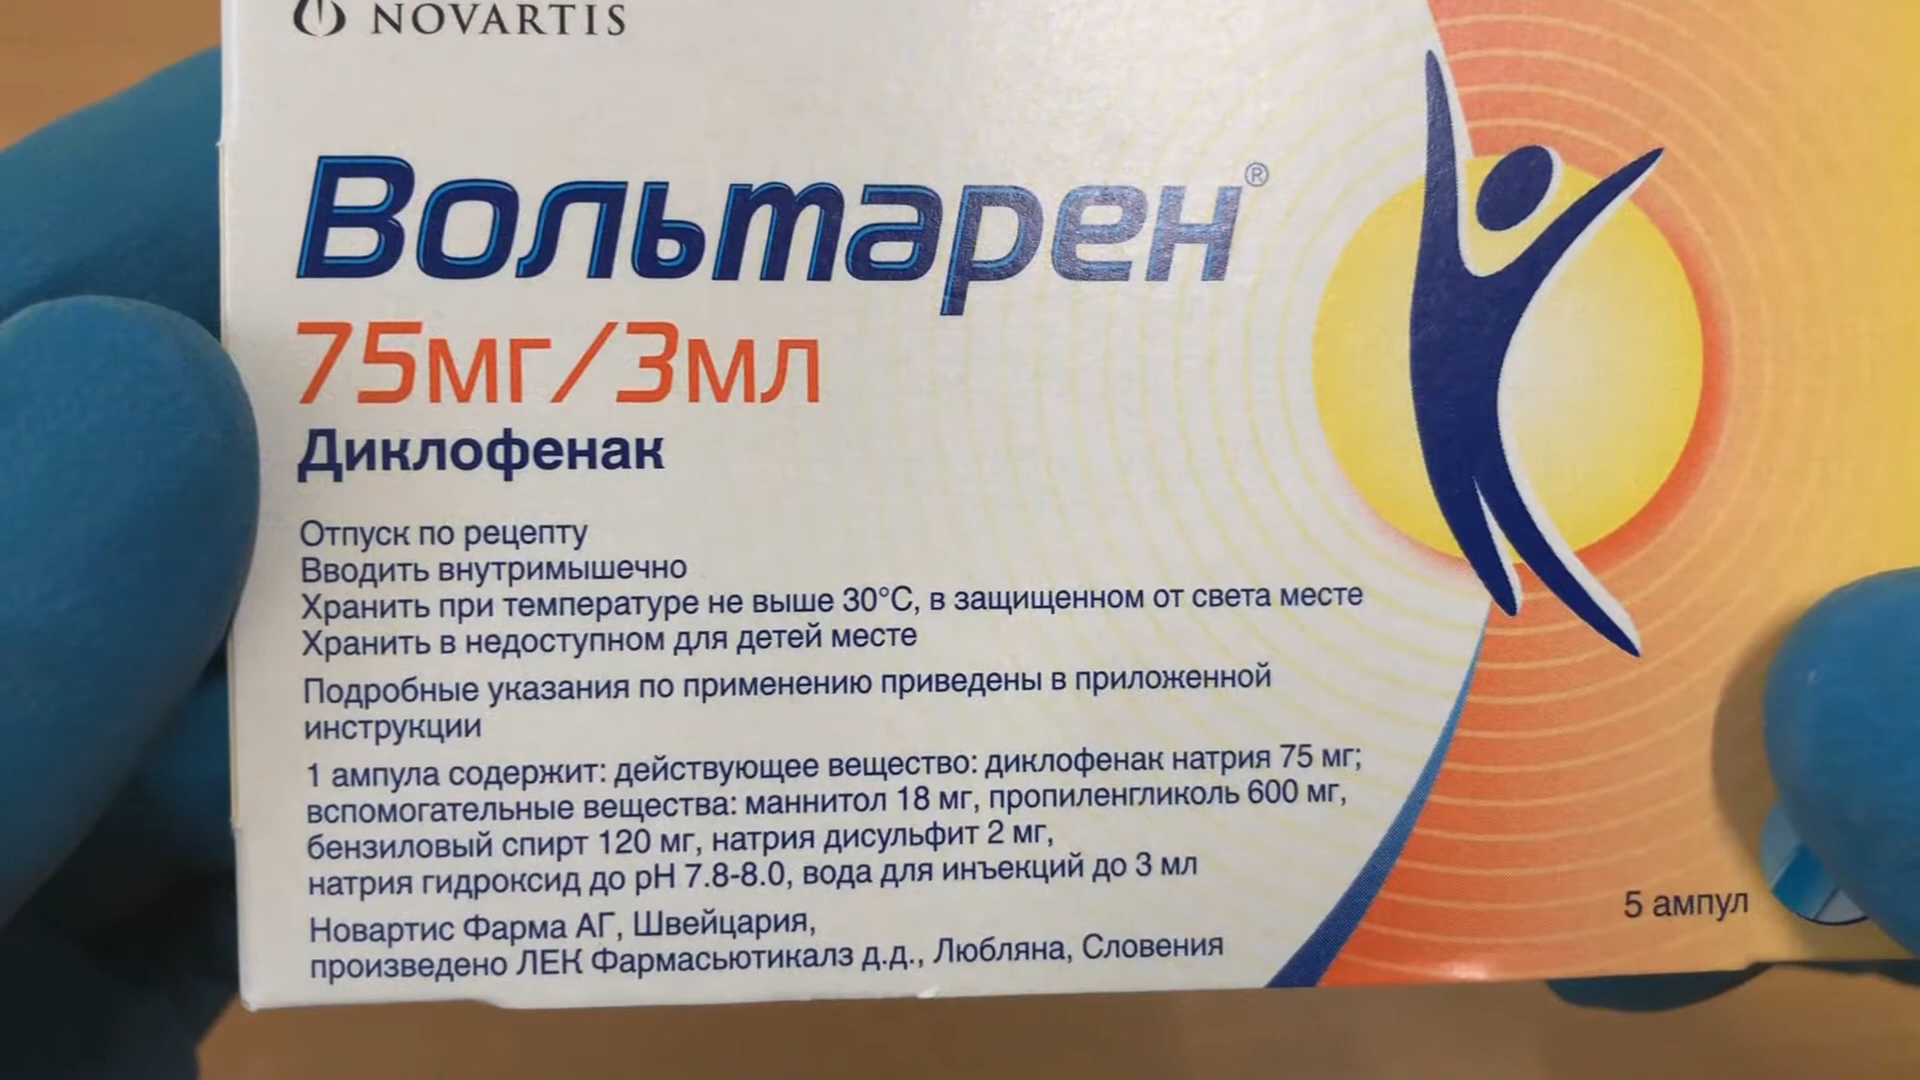 NOVARTIS
Вольтарен®
75мг/3мл
Диклофенак
Отпуск по рецепту
Вводить внутримышечно
Хранить при температуре не выше 30°C, в защищенном от света месте
Хранить в недоступном для детей месте
Подробные указания по применению приведены в приложенной
инструкции
1 ампула содержит: действующее вещество: диклофенак натрия 75 мг;
вспомогательные вещества: маннитол 18 мг, пропиленгликоль 600 мг,
бензиловый спирт 120 мг, натрия дисульфит 2 мг,
натрия гидроксид до pH 7.8-8.0, вода для инъекций до 3 мл
Новартис Фарма АГ, Швейцария,
произведено ЛЕК Фармасьютикалз д.д., Любляна, Словения
5 ампул